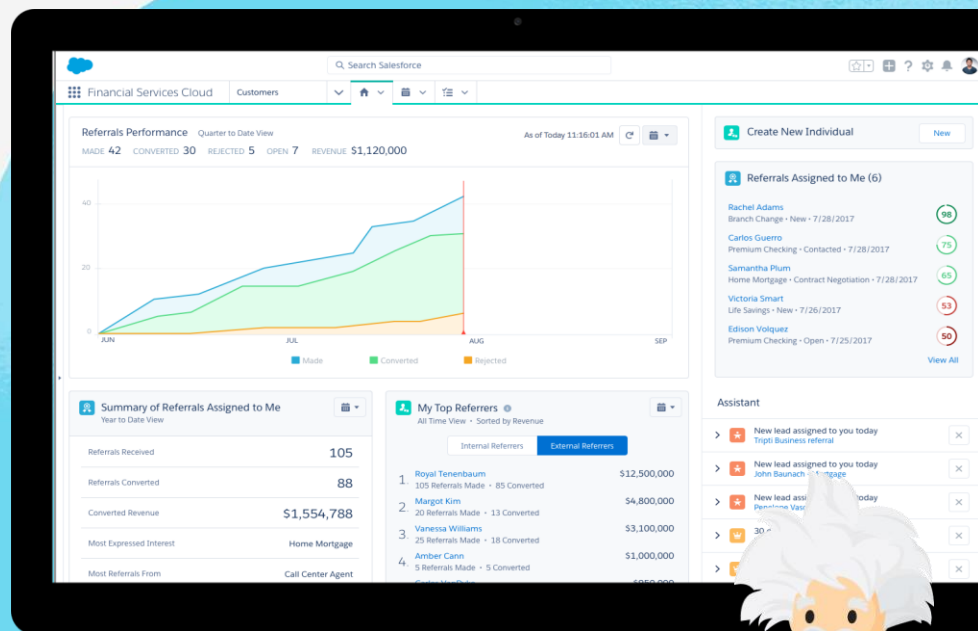 Search Salesforce
Financial Services Cloud
Customers
Referrals Performance Quarter to Date View
As of Today 11:16:01 AM
MADE 42 CONVERTED 30 REJECTED 5 OPEN 7 REVENUE $1,120,000
40
20
0
JUN JUL AUG SEP
Made Converted Rejected
Summary of Referrals Assigned to Me
Year to Date View
Referrals Received 105
Referrals Converted 88
Converted Revenue $1,554,788
Most Expressed Interest Home Mortgage
Most Referrals From Call Center Agent
My Top Referrers
All Time View • Sorted by Revenue
Internal Referrers External Referrers
1. Royal Tenenbaum $12,500,000
105 Referrals Made • 85 Converted
2. Margot Kim $4,800,000
20 Referrals Made • 13 Converted
3. Vanessa Williams $3,100,000
25 Referrals Made • 18 Converted
4. Amber Cann $1,000,000
5 Referrals Made • 5 Converted
Create New Individual New
Referrals Assigned to Me (6)
Rachel Adams
Branch Change • New • 7/28/2017
98
Carlos Guerro
Premium Checking • Contacted • 7/28/2017
75
Samantha Plum
Home Mortgage • Contract Negotiation • 7/28/2017
65
Victoria Smart
Life Savings • New • 7/26/2017
53
Edison Volquez
Premium Checking • Open • 7/25/2017
50
View All
Assistant
New lead assigned to you today
Tripti Business referral
New lead assigned to you today
John Baunach
New lead
today
30